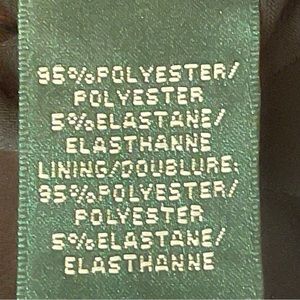 95%POLYESTER/
POLYESTER
5%ELASTANE/
ELASTHANNE
LINING/DOUBLURE:
95%POLYESTER/
POLYESTER
5%ELASTANE/
ELASTHANNE